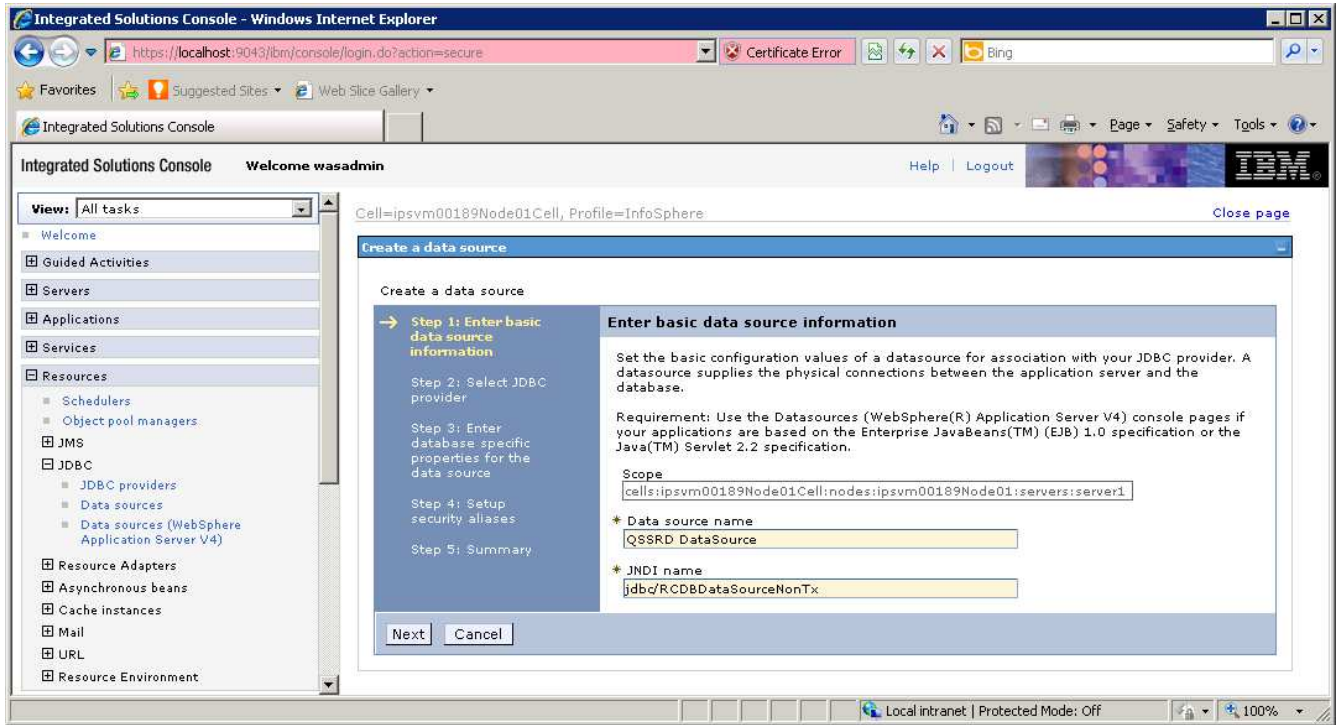 Integrated Solutions Console - Windows Internet Explorer
https://localhost:9043/ibm/console/login.do?action=secure
Certificate Error
Bing
Favorites
Suggested Sites
Web Slice Gallery
Integrated Solutions Console
Page
Safety
Tools
Integrated Solutions Console
Welcome wasadmin
Help | Logout
IBM®
View: All tasks
Welcome
Guided Activities
Servers
Applications
Services
Resources
Schedulers
Object pool managers
JMS
JDBC
JDBC providers
Data sources
Data sources (WebSphere
Application Server V4)
Resource Adapters
Asynchronous beans
Cache instances
Mail
URL
Resource Environment
Cell=ipsvm00189Node01Cell, Profile=InfoSphere
Close page
Create a data source
Create a data source
Step 1: Enter basic
data source
information
Step 2: Select JDBC
provider
Step 3: Enter
database specific
properties for the
data source
Step 4: Setup
security aliases
Step 5: Summary
Enter basic data source information
Set the basic configuration values of a datasource for association with your JDBC provider. A
datasource supplies the physical connections between the application server and the
database.
Requirement: Use the Datasources (WebSphere(R) Application Server V4) console pages if
your applications are based on the Enterprise JavaBeans(TM) (EJB) 1.0 specification or the
Java(TM) Servlet 2.2 specification.
Scope
cells:ipsvm00189Node01Cell:nodes:ipsvm00189Node01:servers:server1
* Data source name
QSSRD DataSource
* JNDI name
jdbc/RCDBDataSourceNonTx
Next
Cancel
Local intranet | Protected Mode: Off
100%